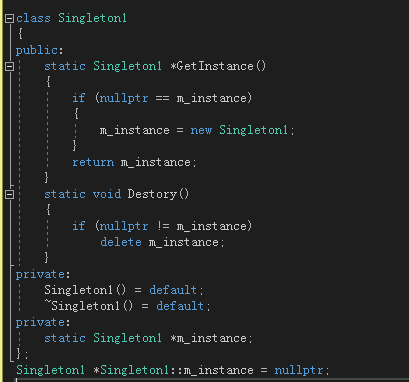 class Singleton1
{
public:
    static Singleton1 *GetInstance()
    {
        if (nullptr == m_instance)
        {
            m_instance = new Singleton1;
        }
        return m_instance;
    }
    static void Destory()
    {
        if (nullptr != m_instance)
            delete m_instance;
    }
private:
    Singleton1() = default;
    ~Singleton1() = default;
private:
    static Singleton1 *m_instance;
};
Singleton1 *Singleton1::m_instance = nullptr;